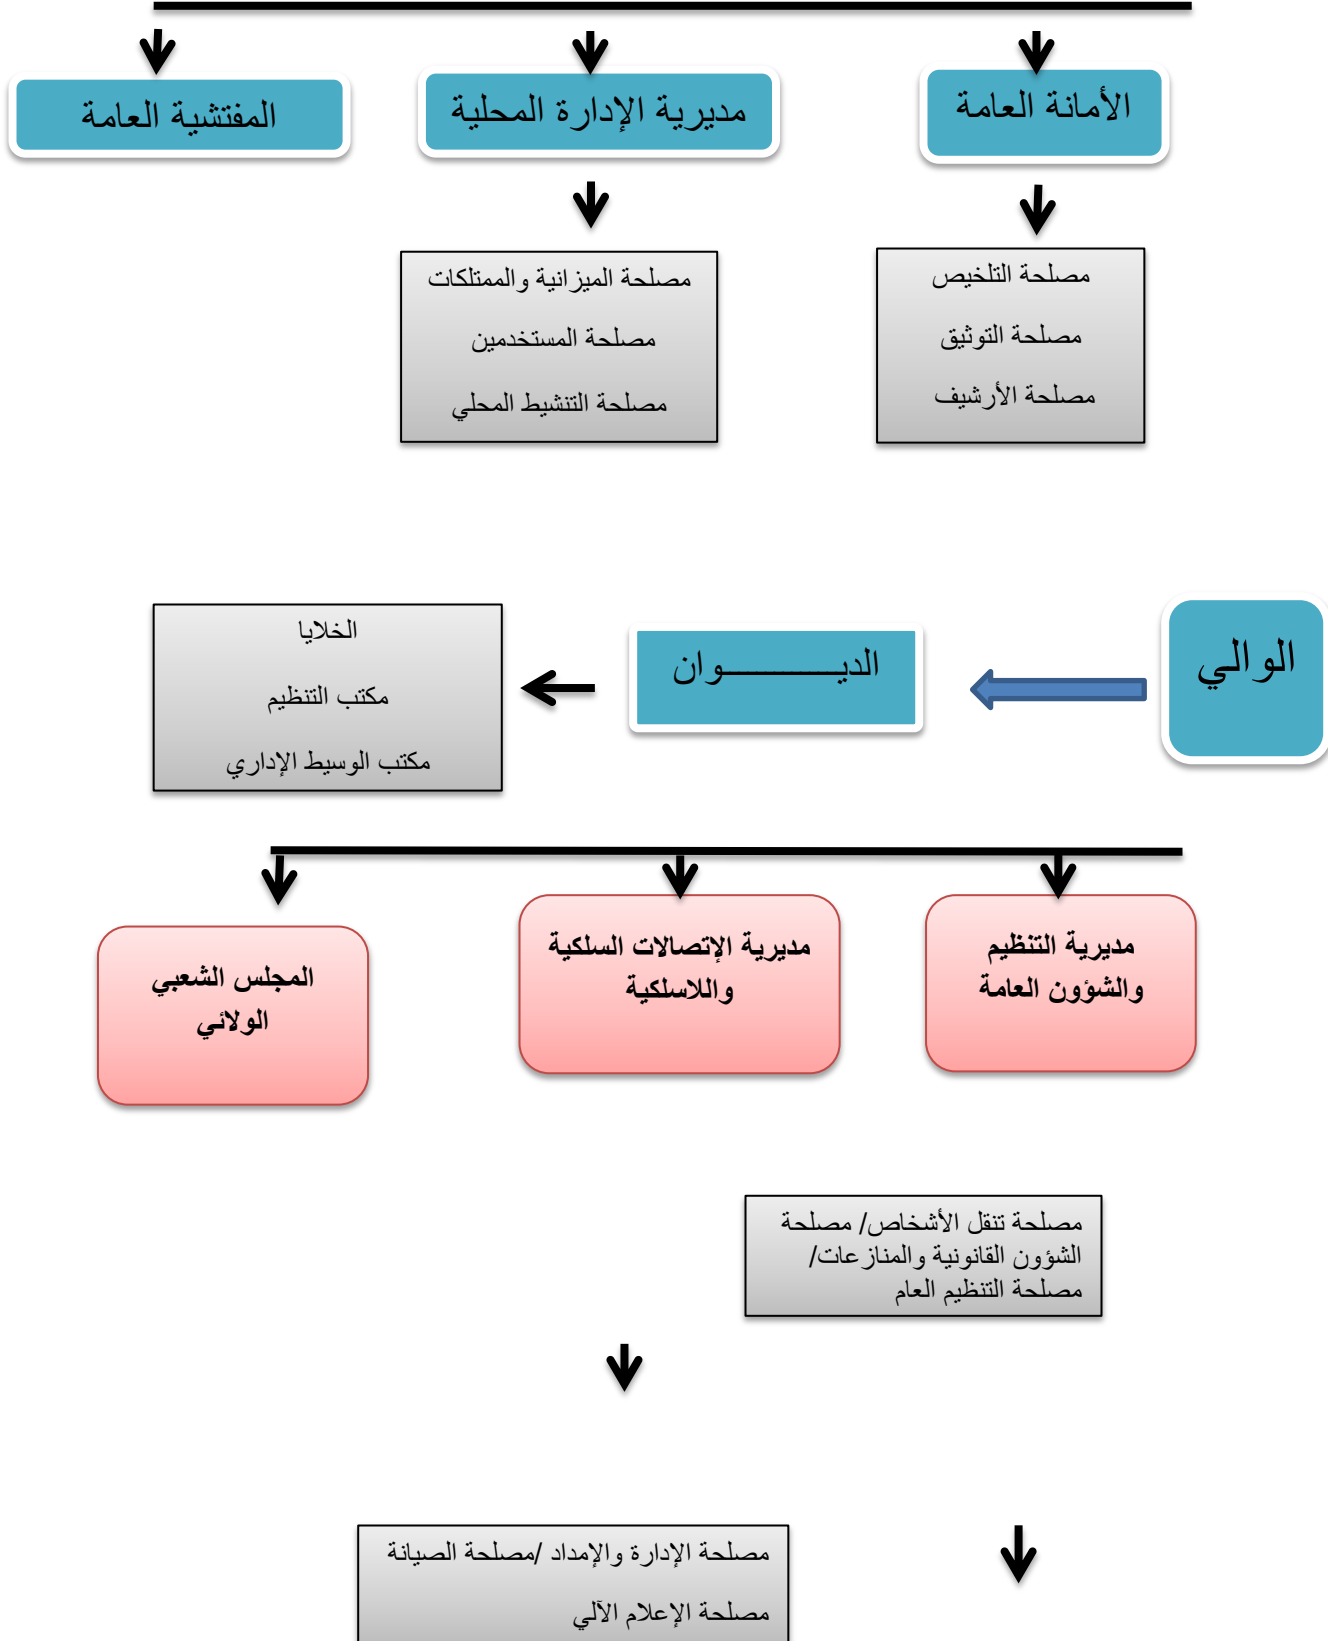 الأمانة العامة
مديرية الإدارة المحلية
المفتشية العامة
مصلحة التلخيص
مصلحة التوثيق
مصلحة الأرشيف
مصلحة الميزانية والممتلكات
مصلحة المستخدمين
مصلحة التنشيط المحلي
الوالي
الديـــــــــــــوان
الخلايا
مكتب التنظيم
مكتب الوسيط الإداري
مديرية التنظيم
والشؤون العامة
مديرية الإتصالات السلكية
واللاسلكية
المجلس الشعبي
الولائي
مصلحة تنقل الأشخاص/ مصلحة
الشؤون القانونية والمنازعات/
مصلحة التنظيم العام
مصلحة الإدارة والإمداد /مصلحة الصيانة
مصلحة الإعلام الآلي